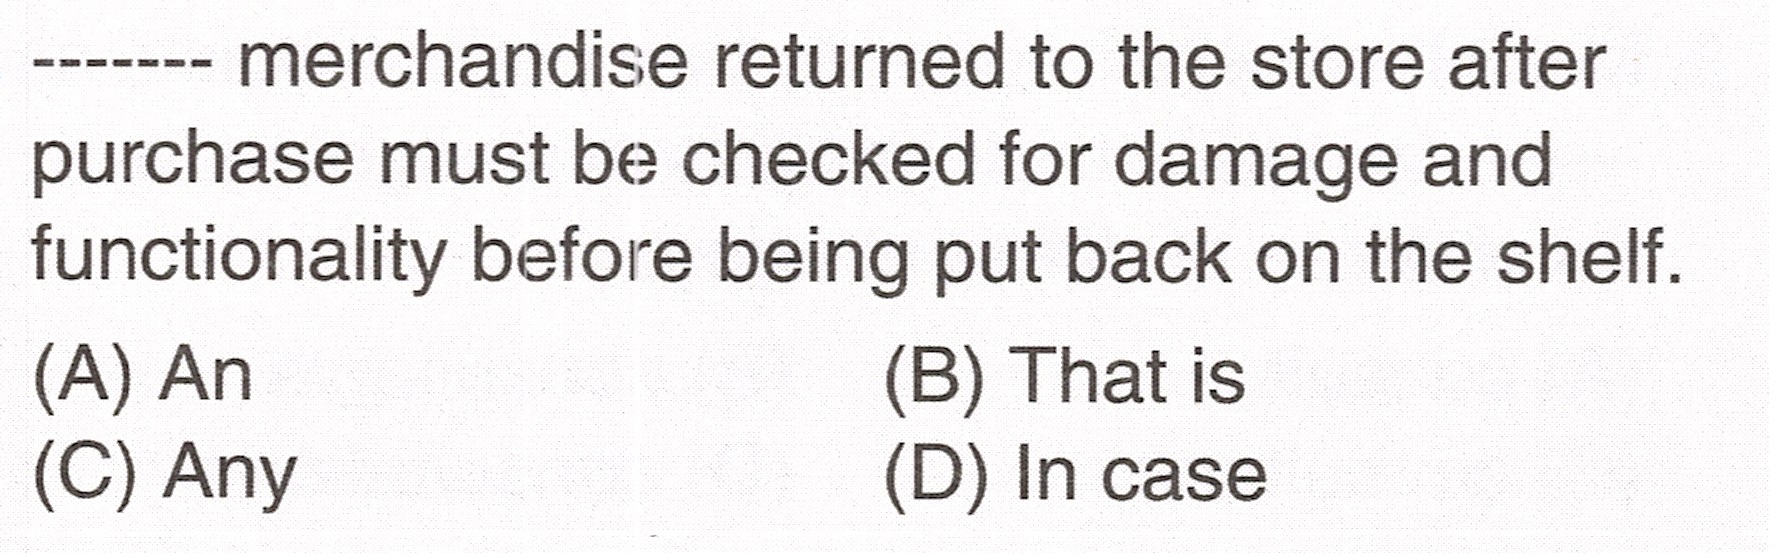 ------- merchandise returned to the store after
purchase must be checked for damage and
functionality before being put back on the shelf.
(A) An
(B) That is
(C) Any
(D) In case